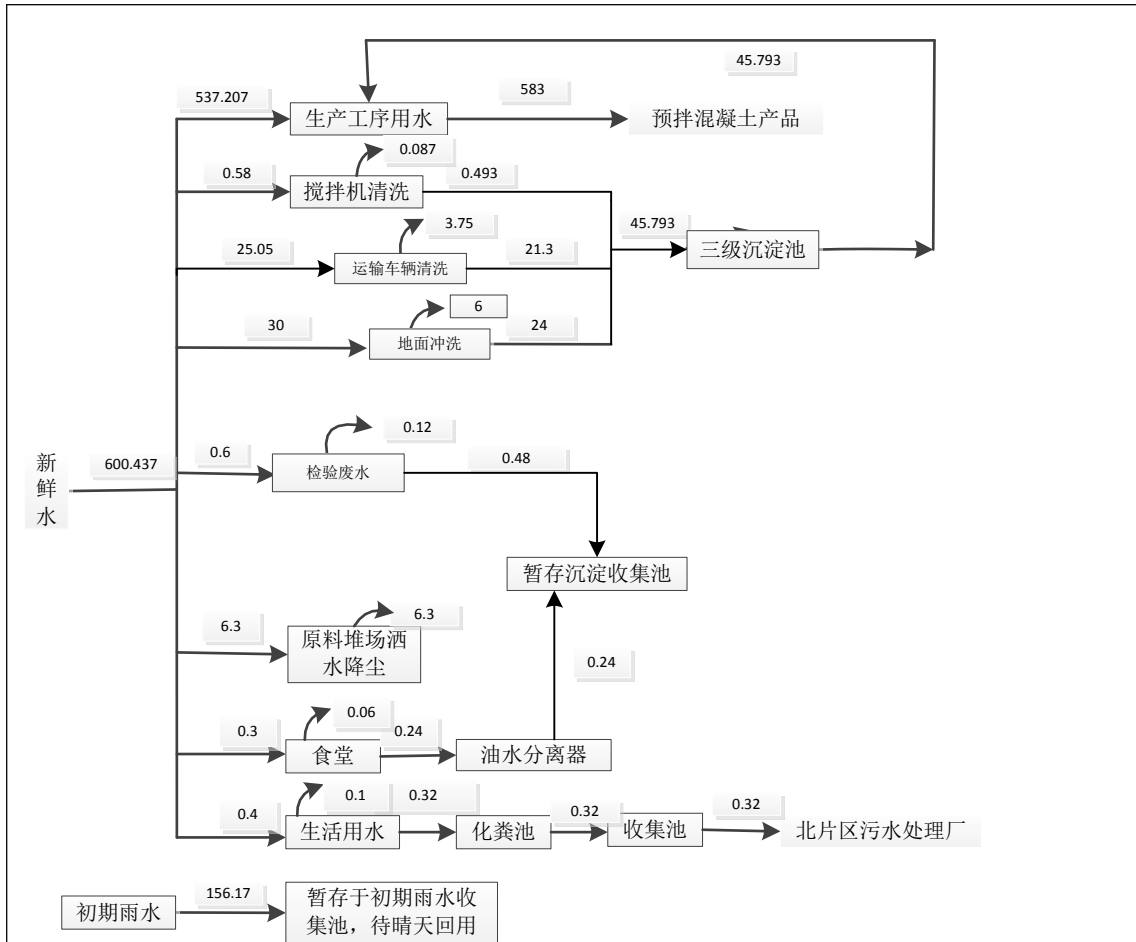 45.793
537.207
583
生产工序用水
预拌混凝土产品
0.087
0.58
搅拌机清洗
0.493
3.75
45.793
25.05
运输车辆清洗
21.3
三级沉淀池
6
30
地面冲洗
24
0.12
新
鲜
水
600.437
0.6
检验废水
0.48
暂存沉淀收集池
6.3
原料堆场洒
水降尘
6.3
0.24
0.06
0.3
食堂
0.24
油水分离器
0.1
0.32
0.4
生活用水
化粪池
0.32
收集池
0.32
北片区污水处理厂
初期雨水
156.17
暂存于初期雨水收
集池，待晴天回用